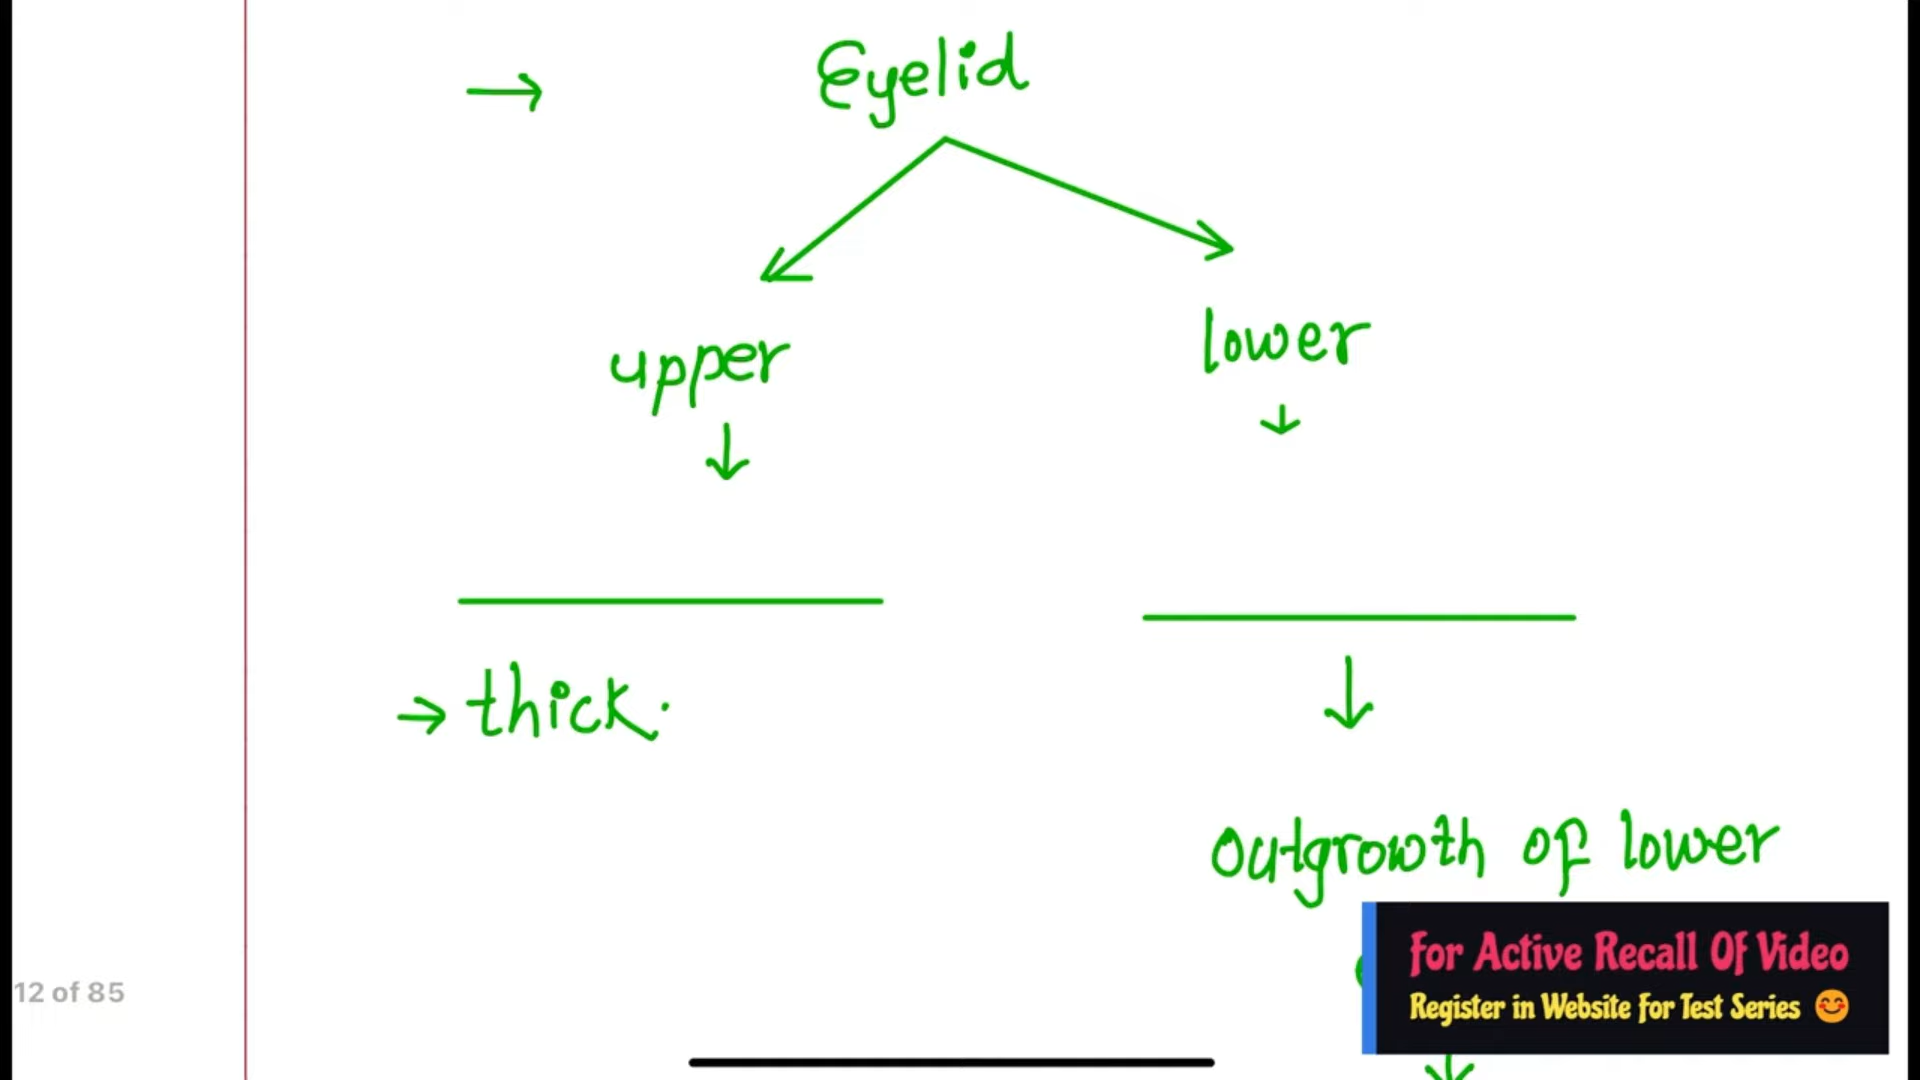 → Eyelid
upper
lower
→ thick.
Outgrowth of lower
For Active Recall Of Video
Register in Website for Test Series 😊
12 of 85